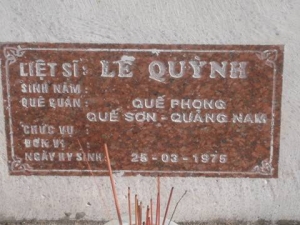 LIỆT SĨ: LÊ QUỲNH
SINH NĂM:
QUÊ QUÁN: QUẾ PHONG
QUẾ SƠN - QUẢNG NAM
CHỨC VỤ:
ĐƠN VỊ
NGÀY HY SINH: 25-03-1975